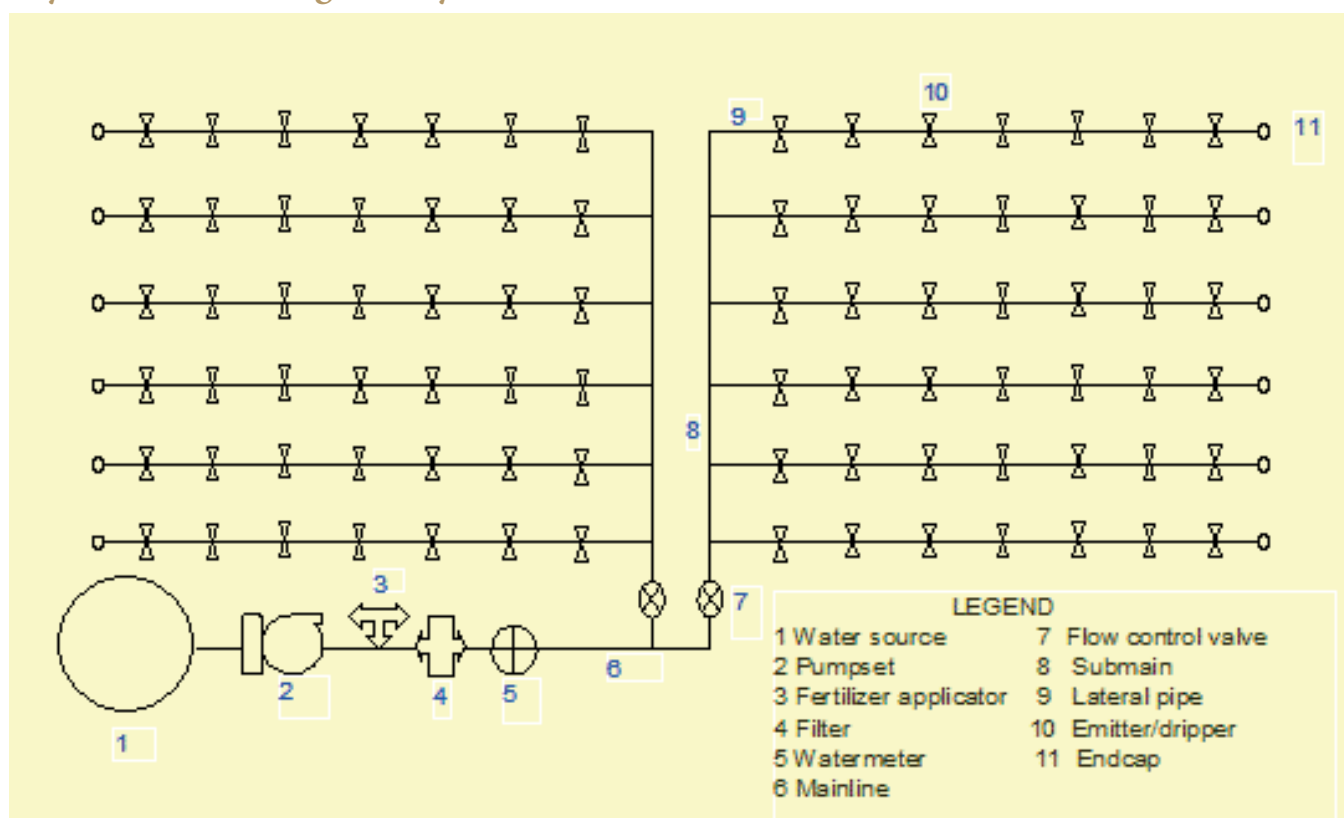 10
9
11
8
3
7
6
2
4
5
1
LEGEND
1 Water source 7 Flow control valve
2 Pumpset 8 Submain
3 Fertilizer applicator 9 Lateral pipe
4 Filter 10 Emitter/dripper
5 Watermeter 11 Endcap
6 Mainline